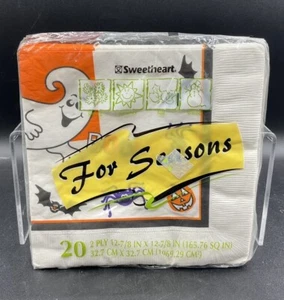 Sweetheart.
For Seasons
20 2 PLY 12-7/8 IN X 12-7/8 IN (165.76 SQ IN)
32.7 CM X 32.7 CM (1069.29 CM²)